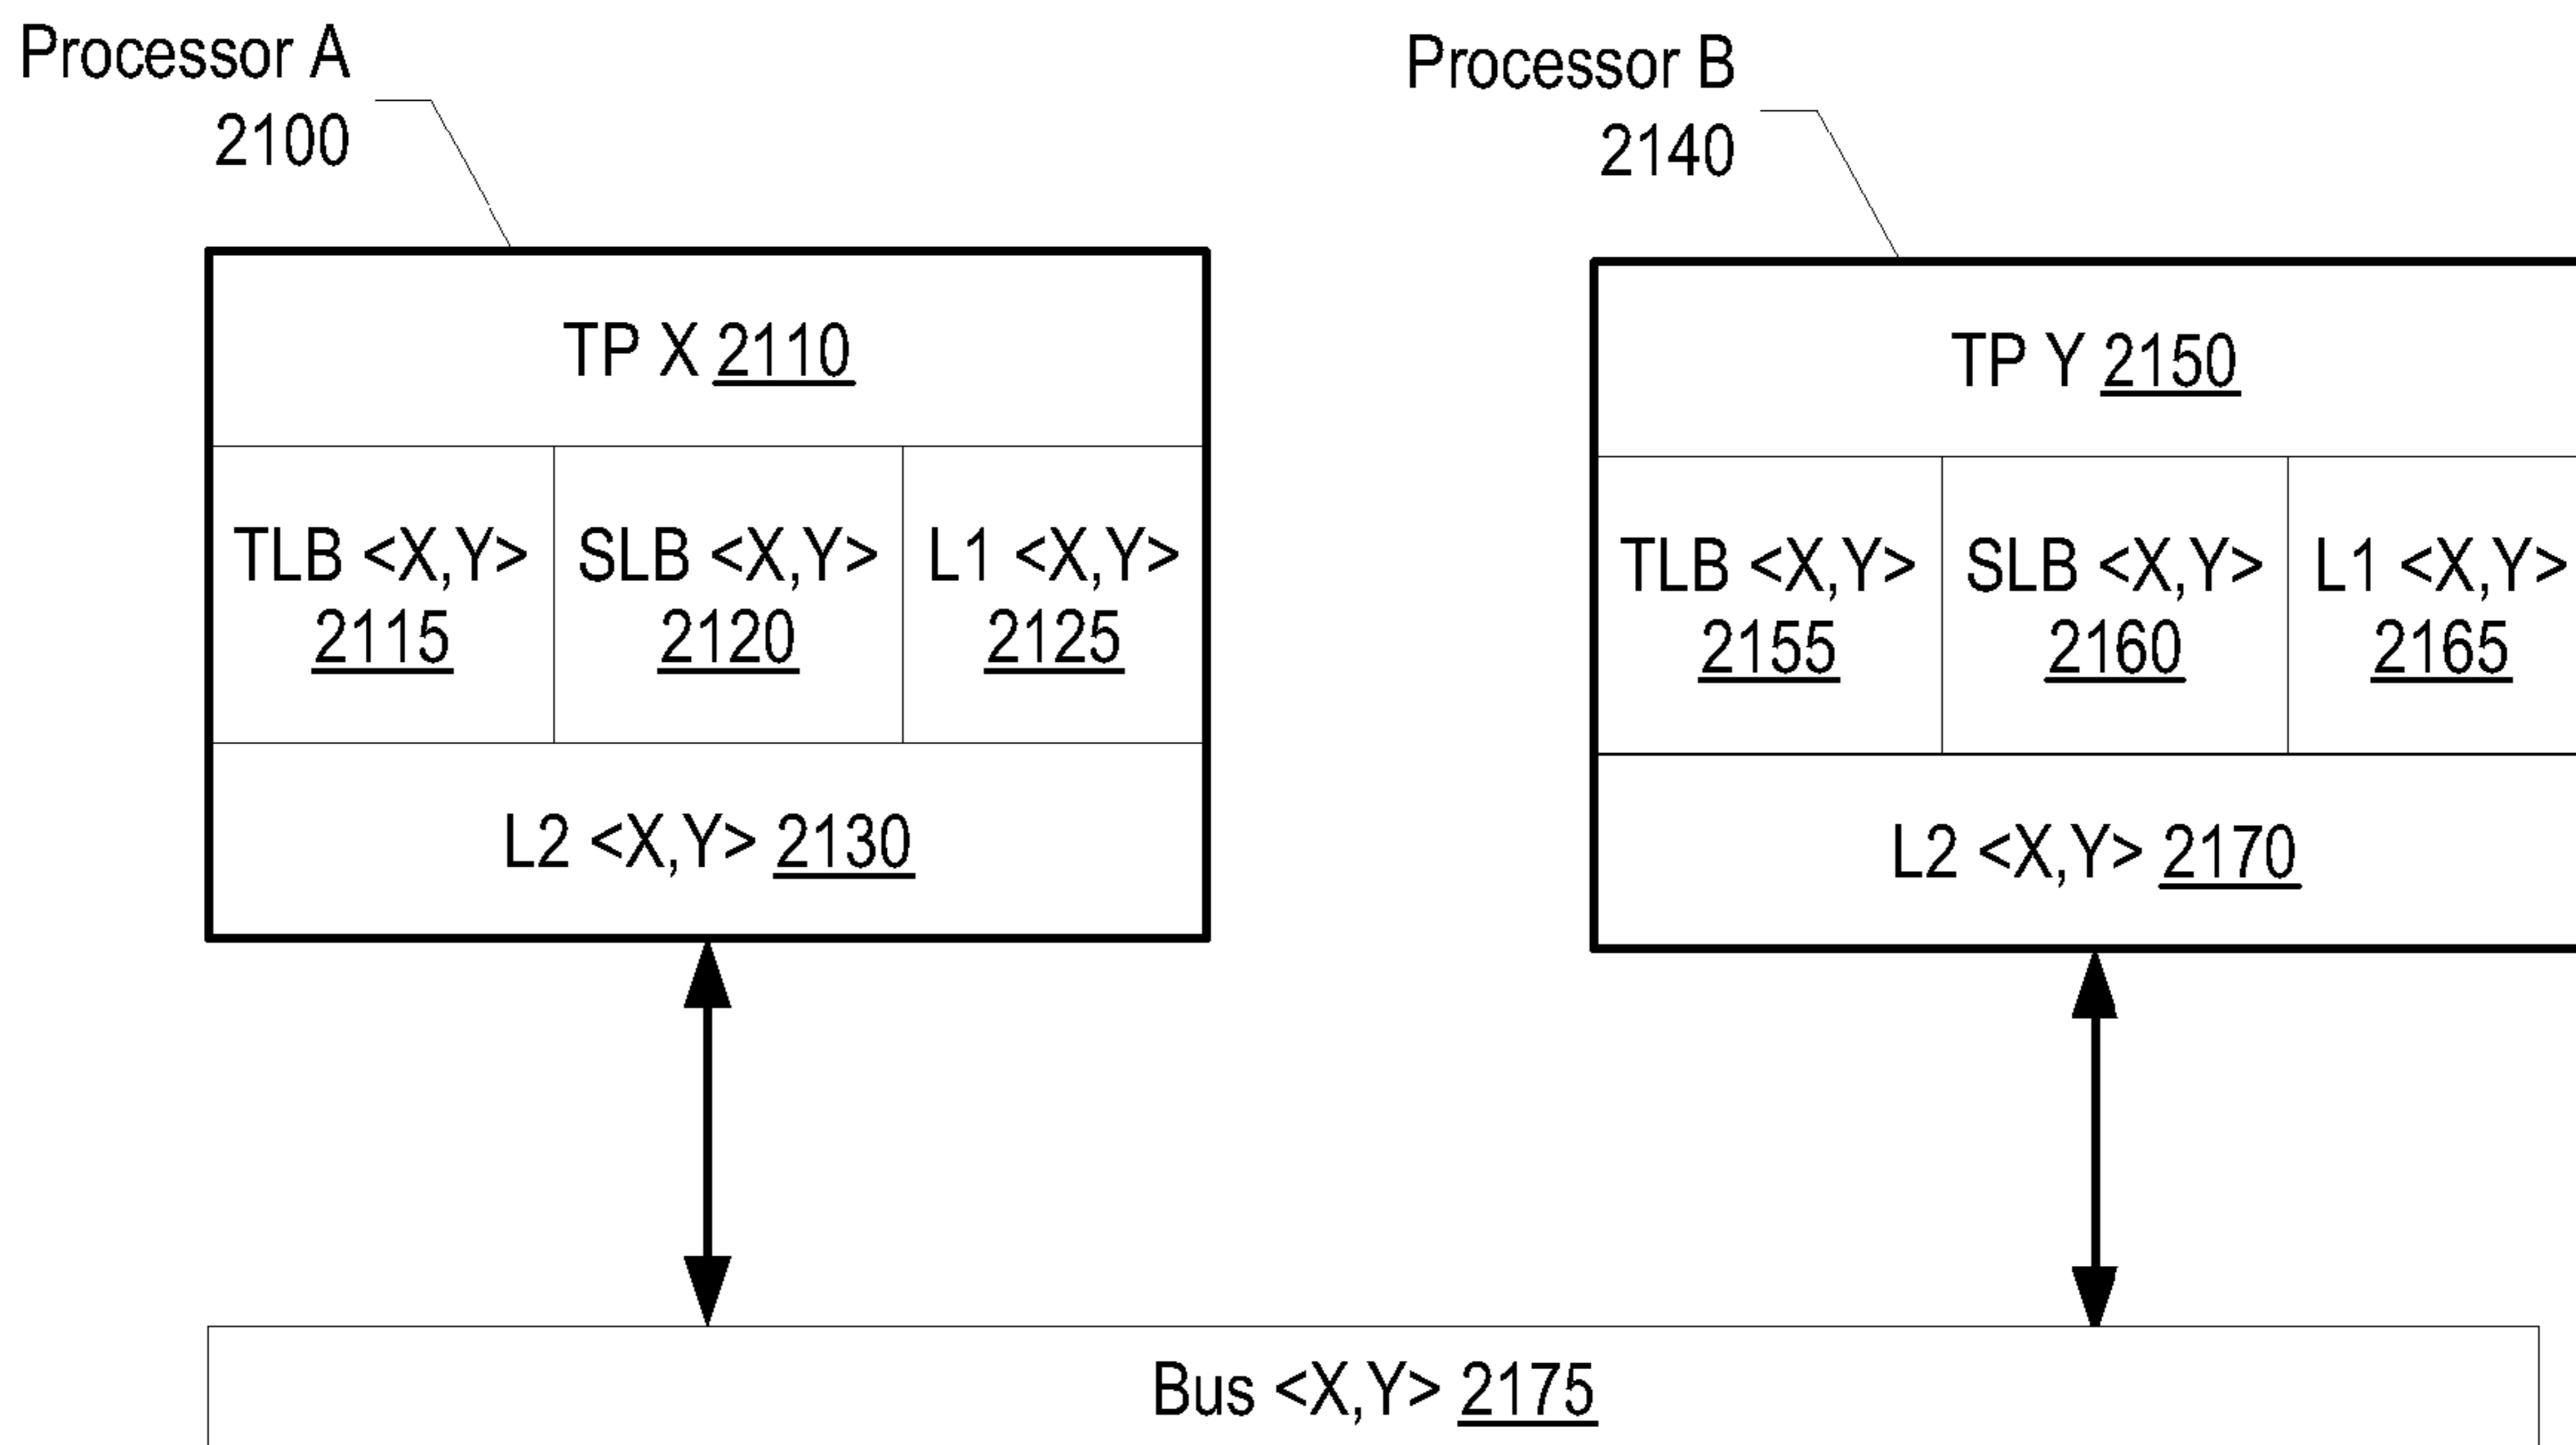 Processor A
2100
Processor B
2140
TP X 2110
TLB <X,Y>
2115
SLB <X,Y>
2120
L1 <X,Y>
2125
L2 <X,Y> 2130
TP Y 2150
TLB <X,Y>
2155
SLB <X,Y>
2160
L1 <X,Y>
2165
L2 <X,Y> 2170
Bus <X,Y> 2175